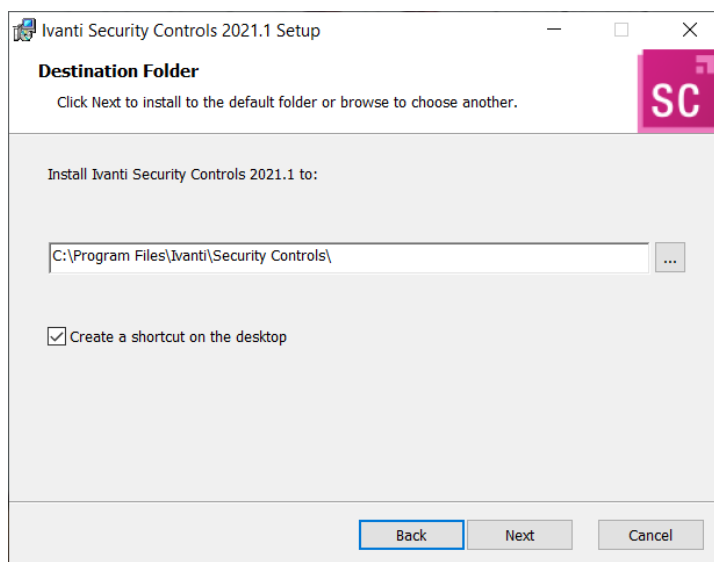 Ivanti Security Controls 2021.1 Setup
Destination Folder
Click Next to install to the default folder or browse to choose another.
SC
Install Ivanti Security Controls 2021.1 to:
C:\Program Files\Ivanti\Security Controls\
...
Create a shortcut on the desktop
Back Next Cancel